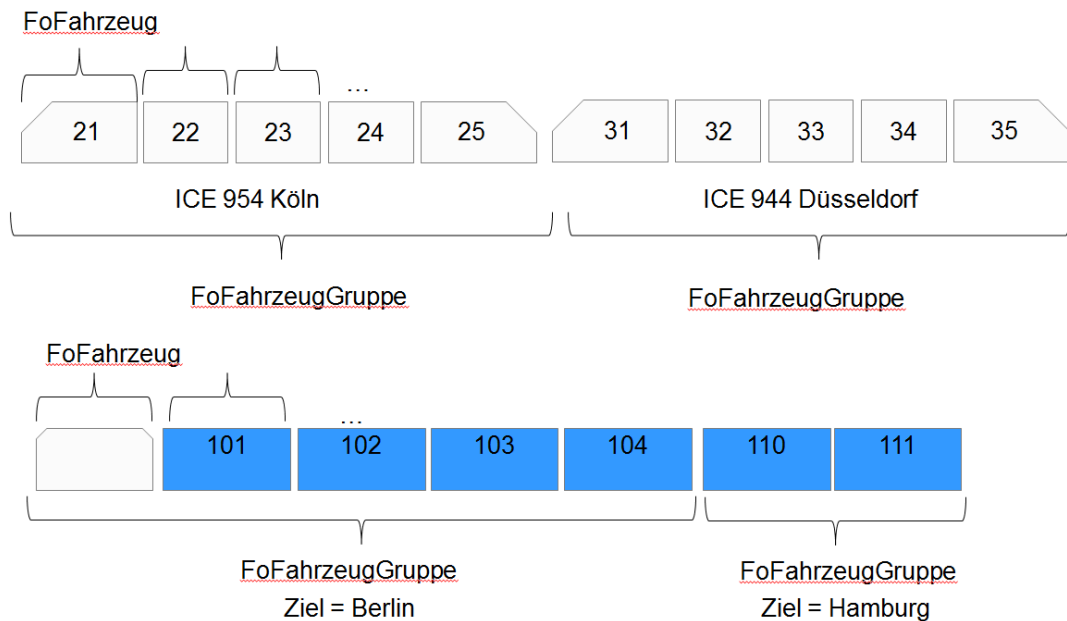 FoFahrzeug
...
21 22 23 24 25 31 32 33 34 35
ICE 954 Köln ICE 944 Düsseldorf
FoFahrzeugGruppe FoFahrzeugGruppe
FoFahrzeug
...
101 102 103 104 110 111
FoFahrzeugGruppe FoFahrzeugGruppe
Ziel = Berlin Ziel = Hamburg